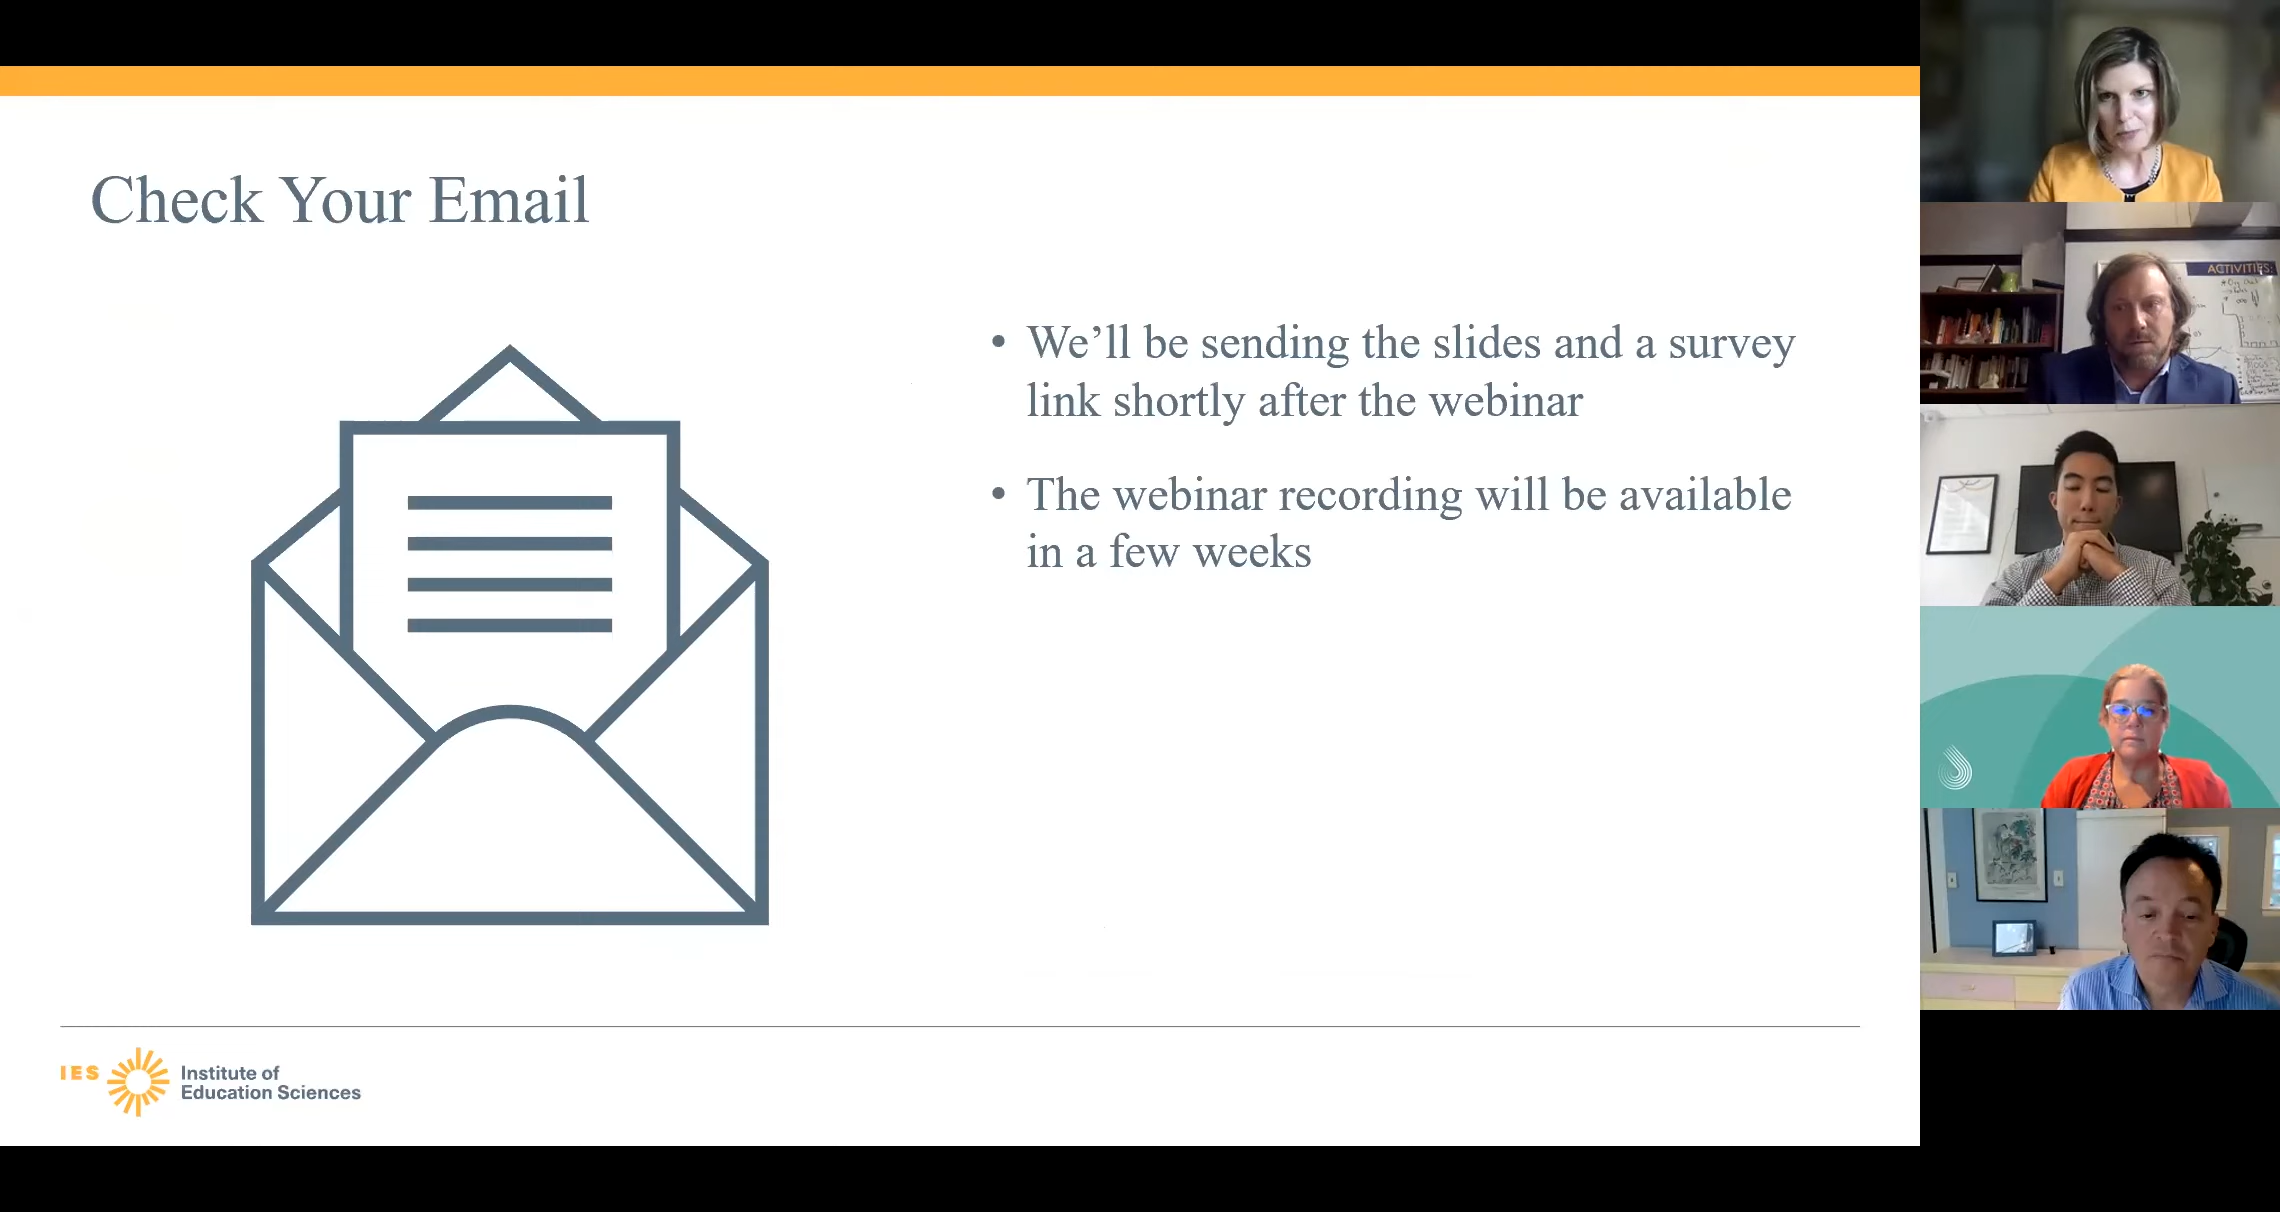 Check Your Email
• We’ll be sending the slides and a survey
link shortly after the webinar
• The webinar recording will be available
in a few weeks
IES
Institute of
Education Sciences
ACTIVITIES: